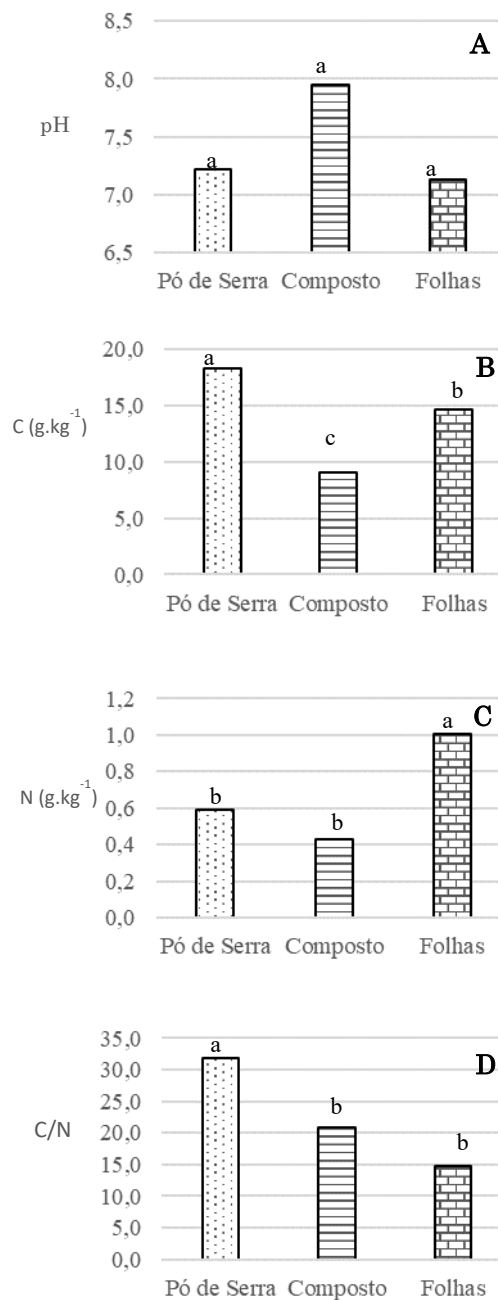 8,5
A
a
8,0
pH
7,5
a
a
7,0
6,5
Pó de Serra Composto Folhas
20,0
a
B
b
15,0
C (g.kg⁻¹)
c
10,0
5,0
0,0
Pó de Serra Composto Folhas
1,2
C
a
1,0
0,8
N (g.kg⁻¹)
b
b
0,6
0,4
0,2
0,0
Pó de Serra Composto Folhas
35,0
a
D
30,0
25,0
b
C/N
20,0
b
15,0
10,0
5,0
0,0
Pó de Serra Composto Folhas